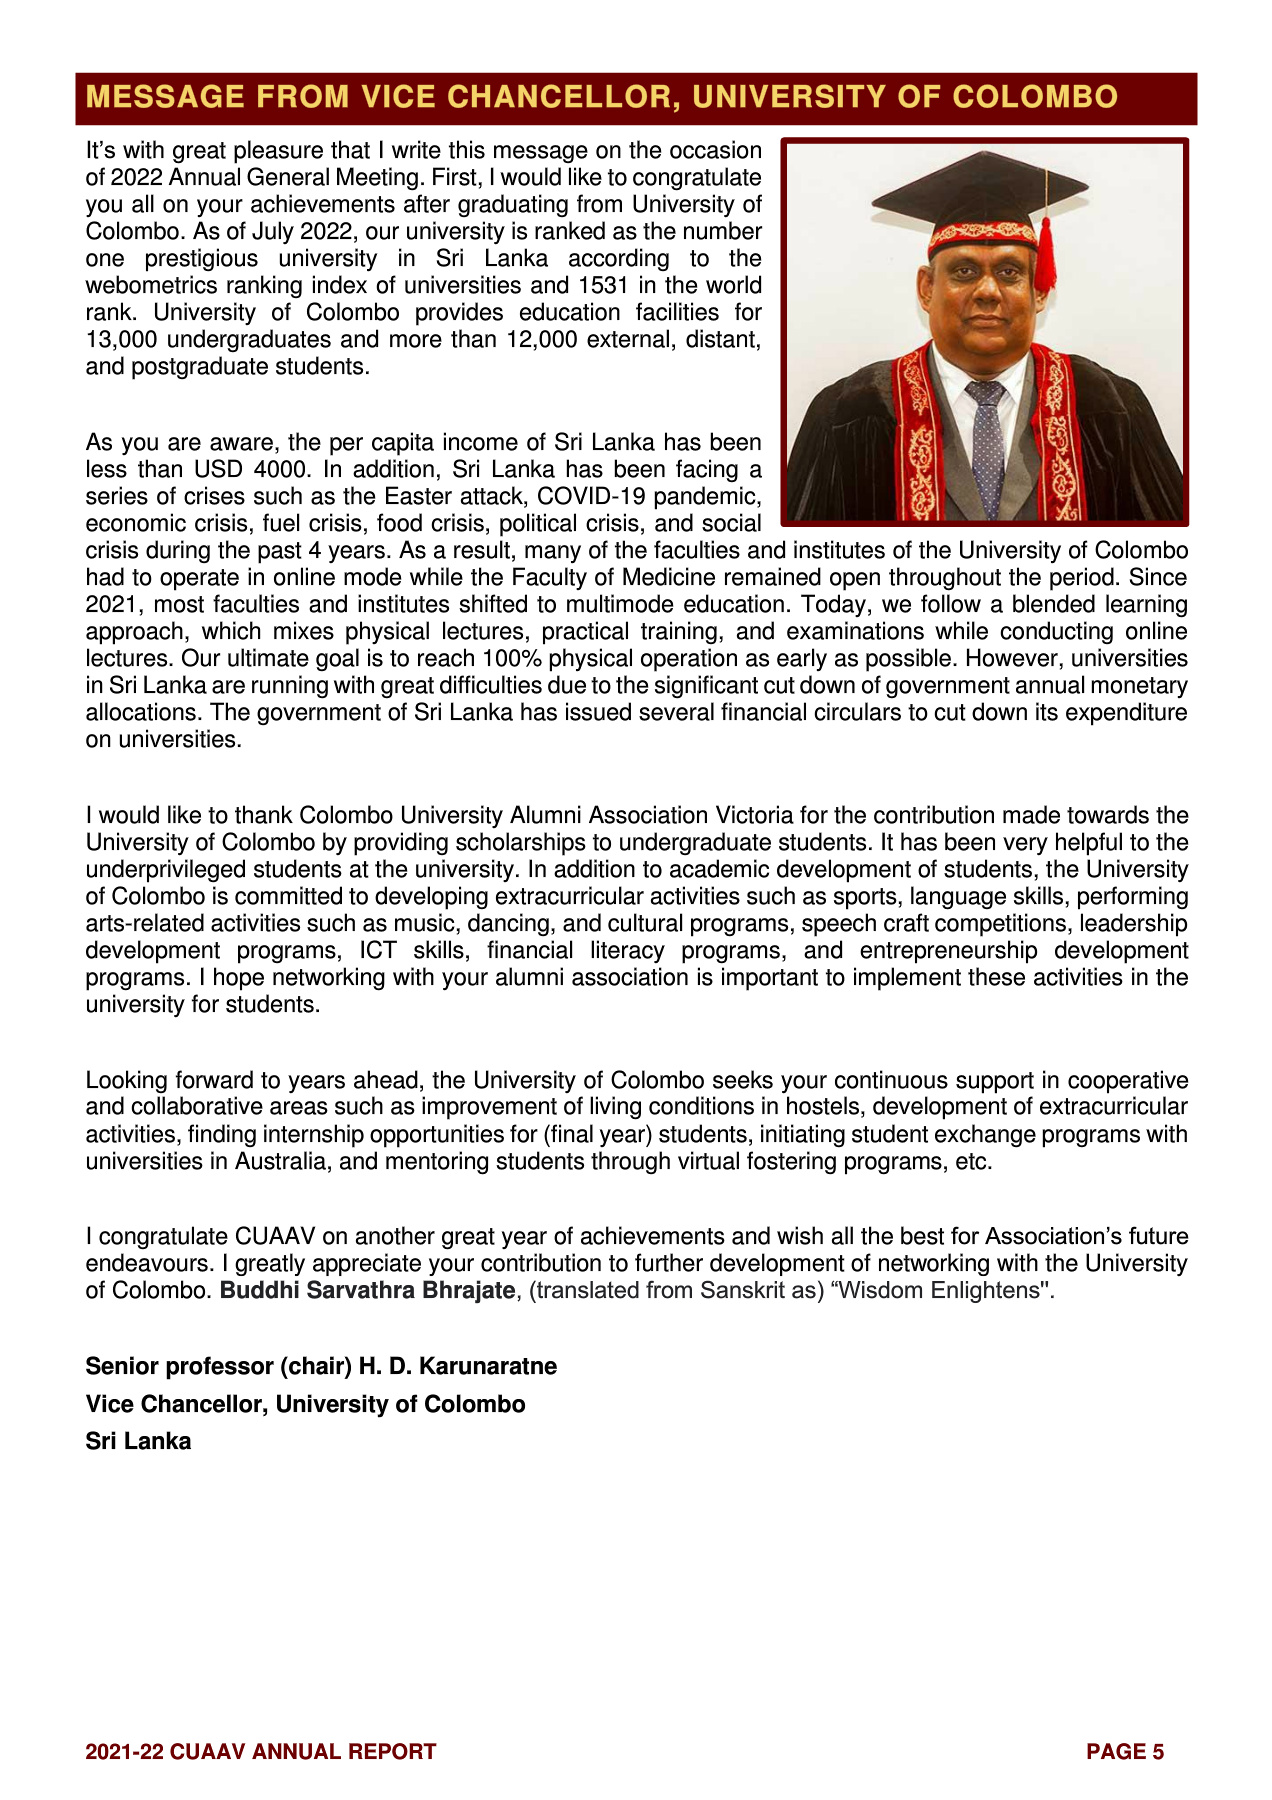 MESSAGE FROM VICE CHANCELLOR, UNIVERSITY OF COLOMBO
It’s with great pleasure that I write this message on the occasion
of 2022 Annual General Meeting. First, I would like to congratulate
you all on your achievements after graduating from University of
Colombo. As of July 2022, our university is ranked as the number
one prestigious university in Sri Lanka according to the
webometrics ranking index of universities and 1531 in the world
rank. University of Colombo provides education facilities for
13,000 undergraduates and more than 12,000 external, distant,
and postgraduate students.
As you are aware, the per capita income of Sri Lanka has been
less than USD 4000. In addition, Sri Lanka has been facing a
series of crises such as the Easter attack, COVID-19 pandemic,
economic crisis, fuel crisis, food crisis, political crisis, and social
crisis during the past 4 years. As a result, many of the faculties and institutes of the University of Colombo
had to operate in online mode while the Faculty of Medicine remained open throughout the period. Since
2021, most faculties and institutes shifted to multimode education. Today, we follow a blended learning
approach, which mixes physical lectures, practical training, and examinations while conducting online
lectures. Our ultimate goal is to reach 100% physical operation as early as possible. However, universities
in Sri Lanka are running with great difficulties due to the significant cut down of government annual monetary
allocations. The government of Sri Lanka has issued several financial circulars to cut down its expenditure
on universities.
I would like to thank Colombo University Alumni Association Victoria for the contribution made towards the
University of Colombo by providing scholarships to undergraduate students. It has been very helpful to the
underprivileged students at the university. In addition to academic development of students, the University
of Colombo is committed to developing extracurricular activities such as sports, language skills, performing
arts-related activities such as music, dancing, and cultural programs, speech craft competitions, leadership
development programs, ICT skills, financial literacy programs, and entrepreneurship development
programs. I hope networking with your alumni association is important to implement these activities in the
university for students.
Looking forward to years ahead, the University of Colombo seeks your continuous support in cooperative
and collaborative areas such as improvement of living conditions in hostels, development of extracurricular
activities, finding internship opportunities for (final year) students, initiating student exchange programs with
universities in Australia, and mentoring students through virtual fostering programs, etc.
I congratulate CUAAV on another great year of achievements and wish all the best for Association’s future
endeavours. I greatly appreciate your contribution to further development of networking with the University
of Colombo. Buddhi Sarvathra Bhrajate, (translated from Sanskrit as) “Wisdom Enlightens".
Senior professor (chair) H. D. Karunaratne
Vice Chancellor, University of Colombo
Sri Lanka
2021-22 CUAAV ANNUAL REPORT PAGE 5